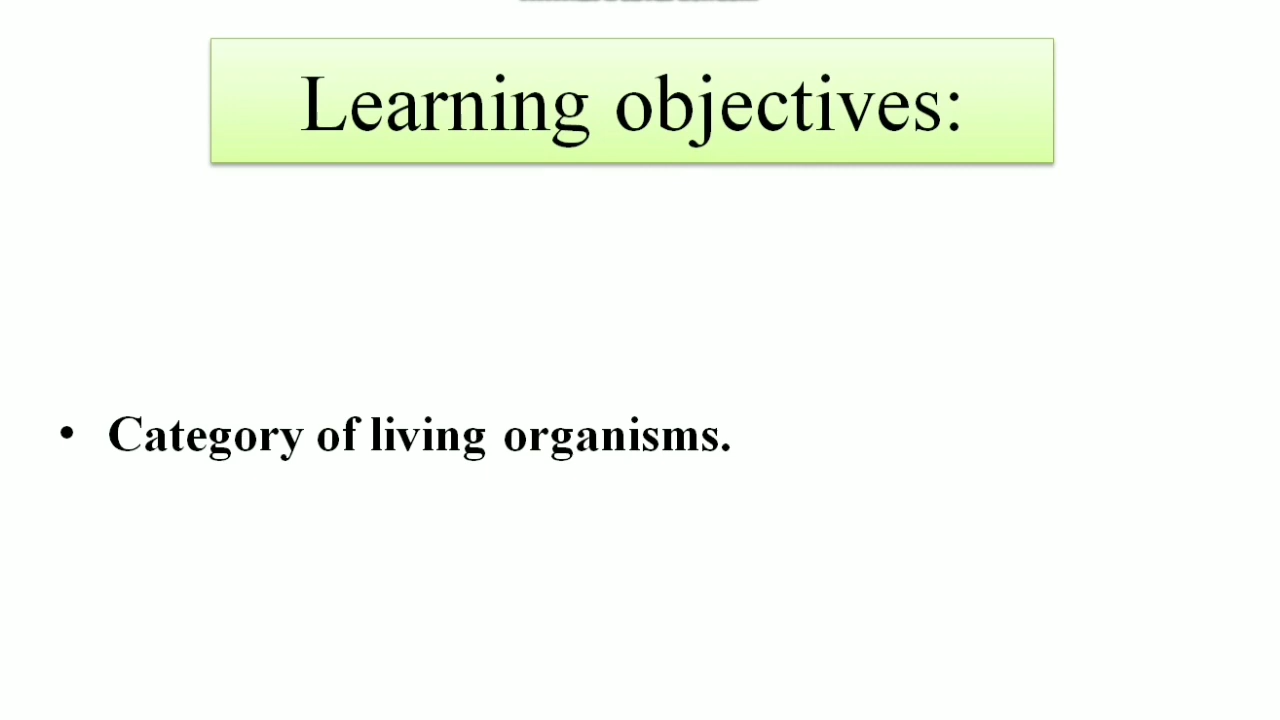 Learning objectives:
• Category of living organisms.